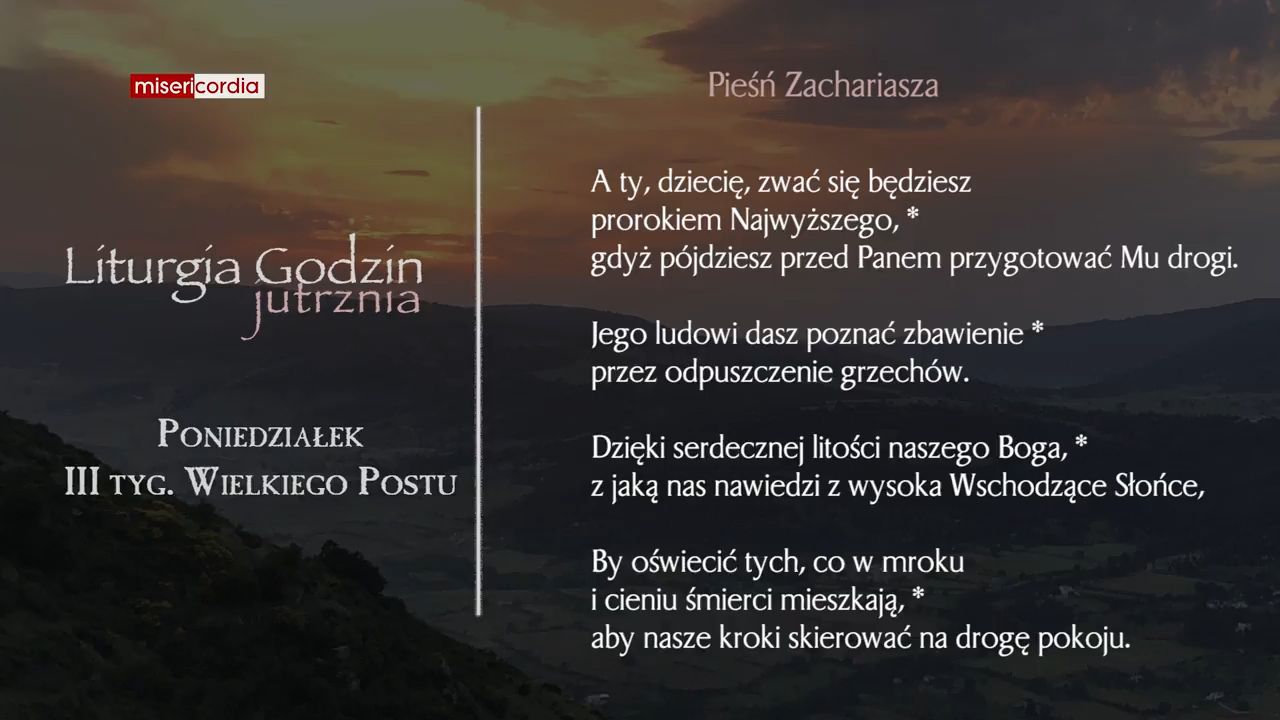 misericordia
Liturgia Godzin
jutrznia
Poniedziałek
III tyg. Wielkiego Postu
Pieśń Zachariasza
A ty, dziecię, zwać się będziesz
prorokiem Najwyższego, *
gdyż pójdziesz przed Panem przygotować Mu drogi.
Jego ludowi dasz poznać zbawienie *
przez odpuszczenie grzechów.
Dzięki serdecznej litości naszego Boga, *
z jaką nas nawiedzi z wysoka Wschodzące Słońce,
By oświecić tych, co w mroku
i cieniu śmierci mieszkają, *
aby nasze kroki skierować na drogę pokoju.